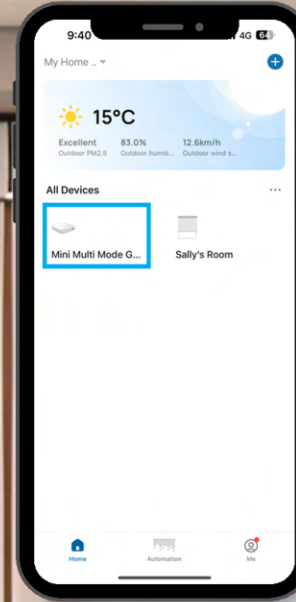 9:40
4G 64
My Home .. ▾
15°C
Excellent 83.0% 12.6km/h
Outdoor PM2.5 Outdoor humid... Outdoor wind s...
All Devices
Mini Multi Mode G... Sally's Room
Home Automation Me